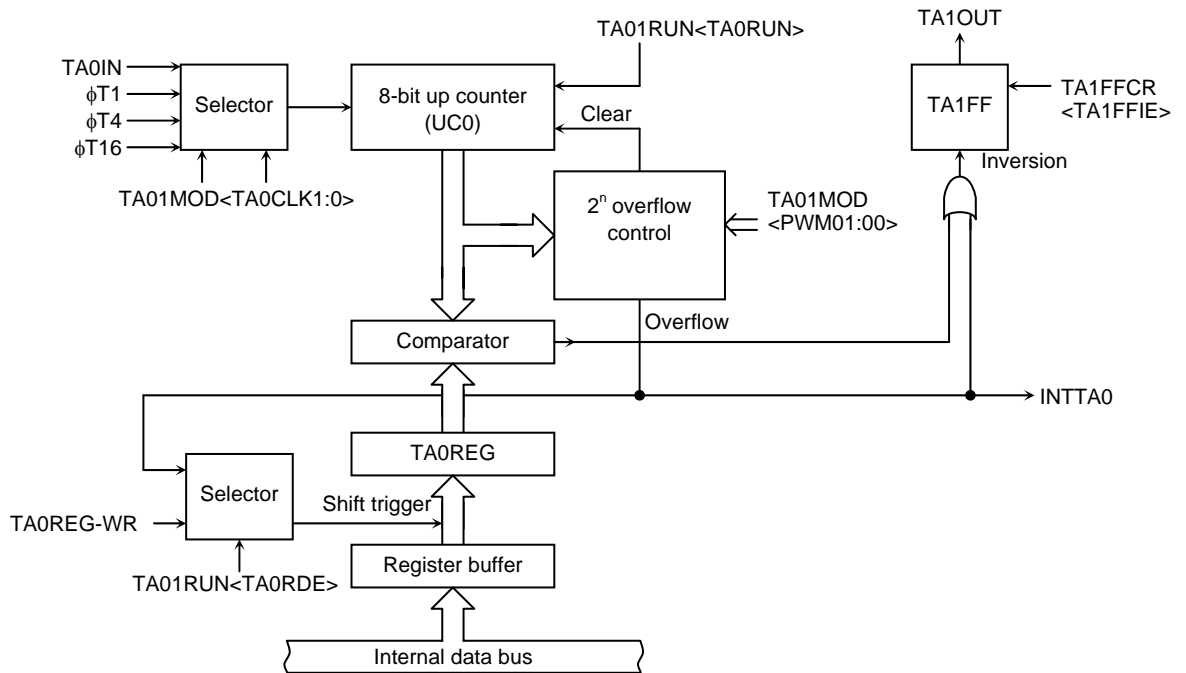 TA01RUN<TA0RUN>
TA1OUT
TA0IN
ϕT1
ϕT4
ϕT16
Selector
8-bit up counter
(UC0)
Clear
TA1FF
TA1FFCR
<TA1FFIE>
Inversion
TA01MOD<TA0CLK1:0>
2ⁿ overflow
control
TA01MOD
<PWM01:00>
Overflow
Comparator
INTTA0
TA0REG
Selector
Shift trigger
TA0REG-WR
Register buffer
TA01RUN<TA0RDE>
Internal data bus